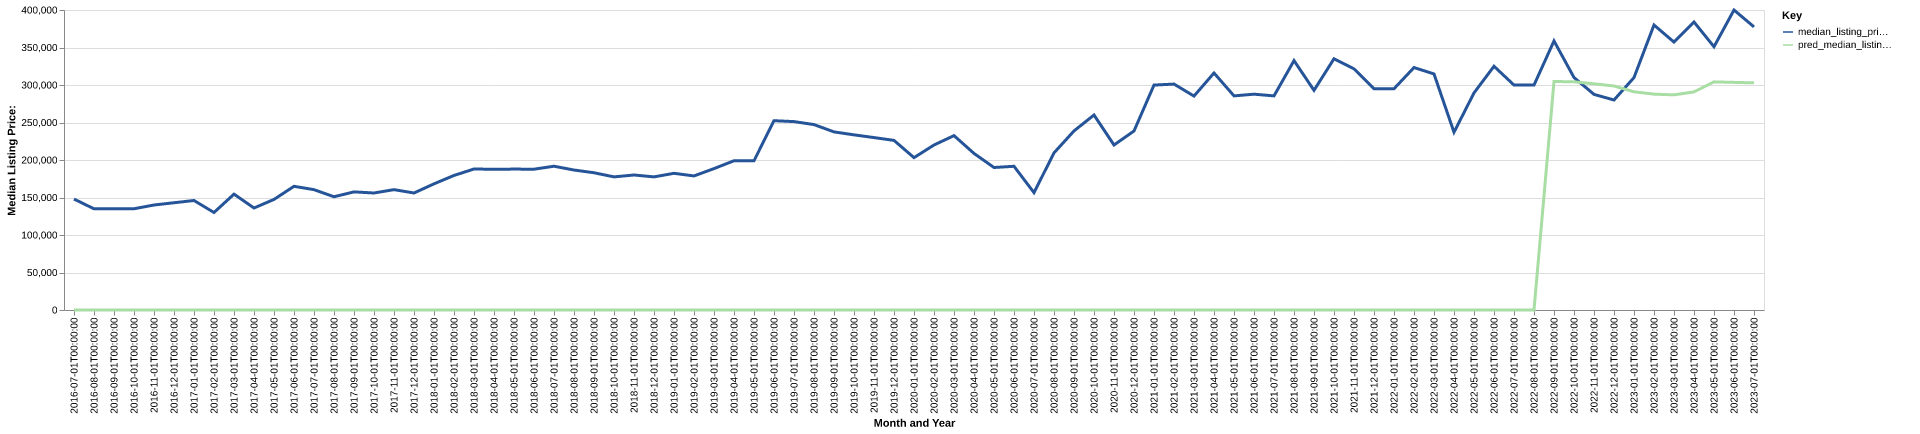 Median Listing Price:
400,000
350,000
300,000
250,000
200,000
150,000
100,000
50,000
0
2016-07-01T00:00:00
2016-08-01T00:00:00
2016-09-01T00:00:00
2016-10-01T00:00:00
2016-11-01T00:00:00
2016-12-01T00:00:00
2017-01-01T00:00:00
2017-02-01T00:00:00
2017-03-01T00:00:00
2017-04-01T00:00:00
2017-05-01T00:00:00
2017-06-01T00:00:00
2017-07-01T00:00:00
2017-08-01T00:00:00
2017-09-01T00:00:00
2017-10-01T00:00:00
2017-11-01T00:00:00
2017-12-01T00:00:00
2018-01-01T00:00:00
2018-02-01T00:00:00
2018-03-01T00:00:00
2018-04-01T00:00:00
2018-05-01T00:00:00
2018-06-01T00:00:00
2018-07-01T00:00:00
2018-08-01T00:00:00
2018-09-01T00:00:00
2018-10-01T00:00:00
2018-11-01T00:00:00
2018-12-01T00:00:00
2019-01-01T00:00:00
2019-02-01T00:00:00
2019-03-01T00:00:00
2019-04-01T00:00:00
2019-05-01T00:00:00
2019-06-01T00:00:00
2019-07-01T00:00:00
2019-08-01T00:00:00
2019-09-01T00:00:00
2019-10-01T00:00:00
2019-11-01T00:00:00
2019-12-01T00:00:00
2020-01-01T00:00:00
2020-02-01T00:00:00
2020-03-01T00:00:00
2020-04-01T00:00:00
2020-05-01T00:00:00
2020-06-01T00:00:00
2020-07-01T00:00:00
2020-08-01T00:00:00
2020-09-01T00:00:00
2020-10-01T00:00:00
2020-11-01T00:00:00
2020-12-01T00:00:00
2021-01-01T00:00:00
2021-02-01T00:00:00
2021-03-01T00:00:00
2021-04-01T00:00:00
2021-05-01T00:00:00
2021-06-01T00:00:00
2021-07-01T00:00:00
2021-08-01T00:00:00
2021-09-01T00:00:00
2021-10-01T00:00:00
2021-11-01T00:00:00
2021-12-01T00:00:00
2022-01-01T00:00:00
2022-02-01T00:00:00
2022-03-01T00:00:00
2022-04-01T00:00:00
2022-05-01T00:00:00
2022-06-01T00:00:00
2022-07-01T00:00:00
2022-08-01T00:00:00
2022-09-01T00:00:00
2022-10-01T00:00:00
2022-11-01T00:00:00
2022-12-01T00:00:00
2023-01-01T00:00:00
2023-02-01T00:00:00
2023-03-01T00:00:00
2023-04-01T00:00:00
2023-05-01T00:00:00
2023-06-01T00:00:00
2023-07-01T00:00:00
Month and Year
Key
median_listing_pri…
pred_median_listin…